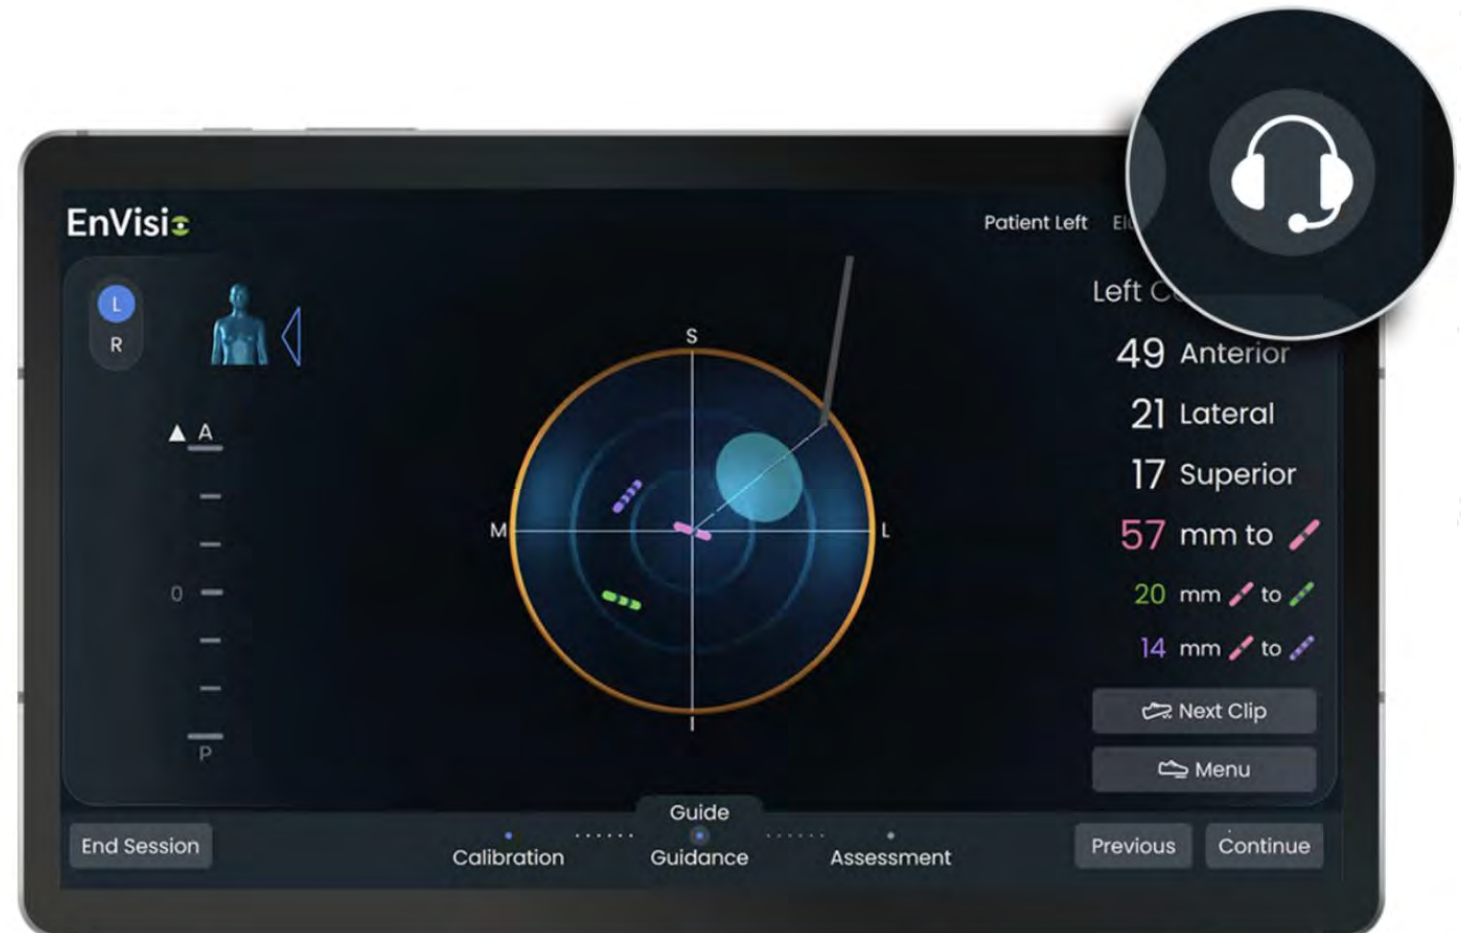 EnVisio
Patient Left
L
R
Left
49 Anterior
21 Lateral
17 Superior
57 mm to
20 mm to
14 mm to
Next Clip
Menu
A
0
P
S
M
L
I
End Session
Guide
Calibration
Guidance
Assessment
Previous
Continue